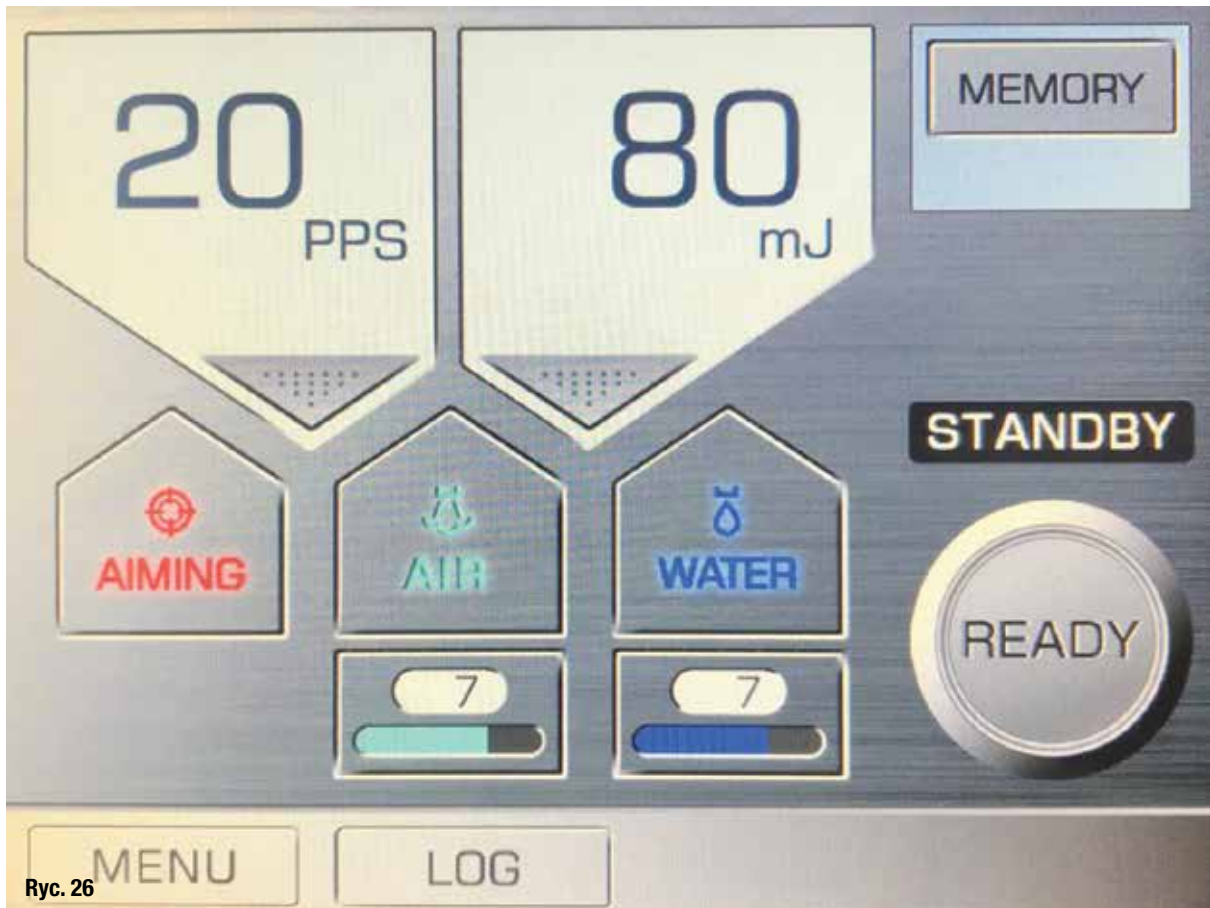 20
PPS
80
mJ
MEMORY
STANDBY
AIMING
AIR
WATER
READY
7
7
MENU
LOG
Ryc. 26